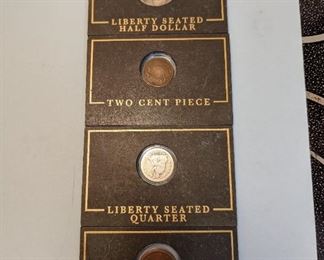 LIBERTY SEATED
HALF DOLLAR
TWO CENT PIECE
LIBERTY SEATED
QUARTER